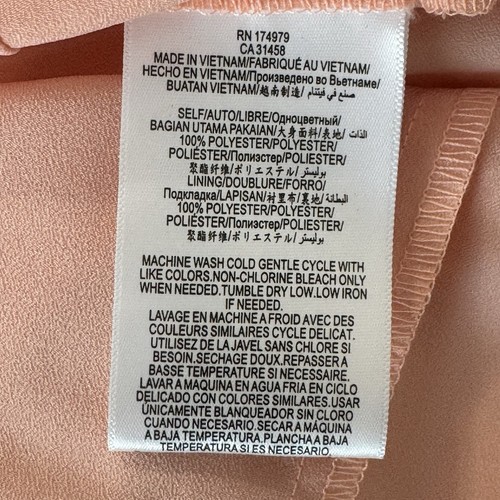 RN 174979
CA 31458
MADE IN VIETNAM/FABRIQUÉ AU VIETNAM/
HECHO EN VIETNAM/Произведено во Вьетнаме/
BUATAN VIETNAM/越南制造/ صنع في فيتنام
SELF/AUTO/LIBRE/Одноцветный/
BAGIAN UTAMA PAKAIAN/大身面料/表地/ الذات
100% POLYESTER/POLYESTER/
POLIÉSTER/Полиэстер/POLIESTER/
聚酯纤维/ポリエステル/ بوليستر
LINING/DOUBLURE/FORRO/
Подкладка/LAPISAN/衬里布/裏地/ البطانة
100% POLYESTER/POLYESTER/
POLIÉSTER/Полиэстер/POLIESTER/
聚酯纤维/ポリエステル/ بوليستر
MACHINE WASH COLD GENTLE CYCLE WITH
LIKE COLORS.NON-CHLORINE BLEACH ONLY
WHEN NEEDED.TUMBLE DRY LOW.LOW IRON
IF NEEDED.
LAVAGE EN MACHINE A FROID AVEC DES
COULEURS SIMILAIRES CYCLE DELICAT.
UTILISEZ DE LA JAVEL SANS CHLORE SI
BESOIN.SECHAGE DOUX.REPASSER A
BASSE TEMPERATURE SI NECESSAIRE.
LAVAR A MAQUINA EN AGUA FRIA EN CICLO
DELICADO CON COLORES SIMILARES.USAR
ÚNICAMENTE BLANQUEADOR SIN CLORO
CUANDO NECESARIO.SECAR A MÁQUINA
A BAJA TEMPERATURA.PLANCHA A BAJA
TEMPERATURA SI ES NECESARIO.